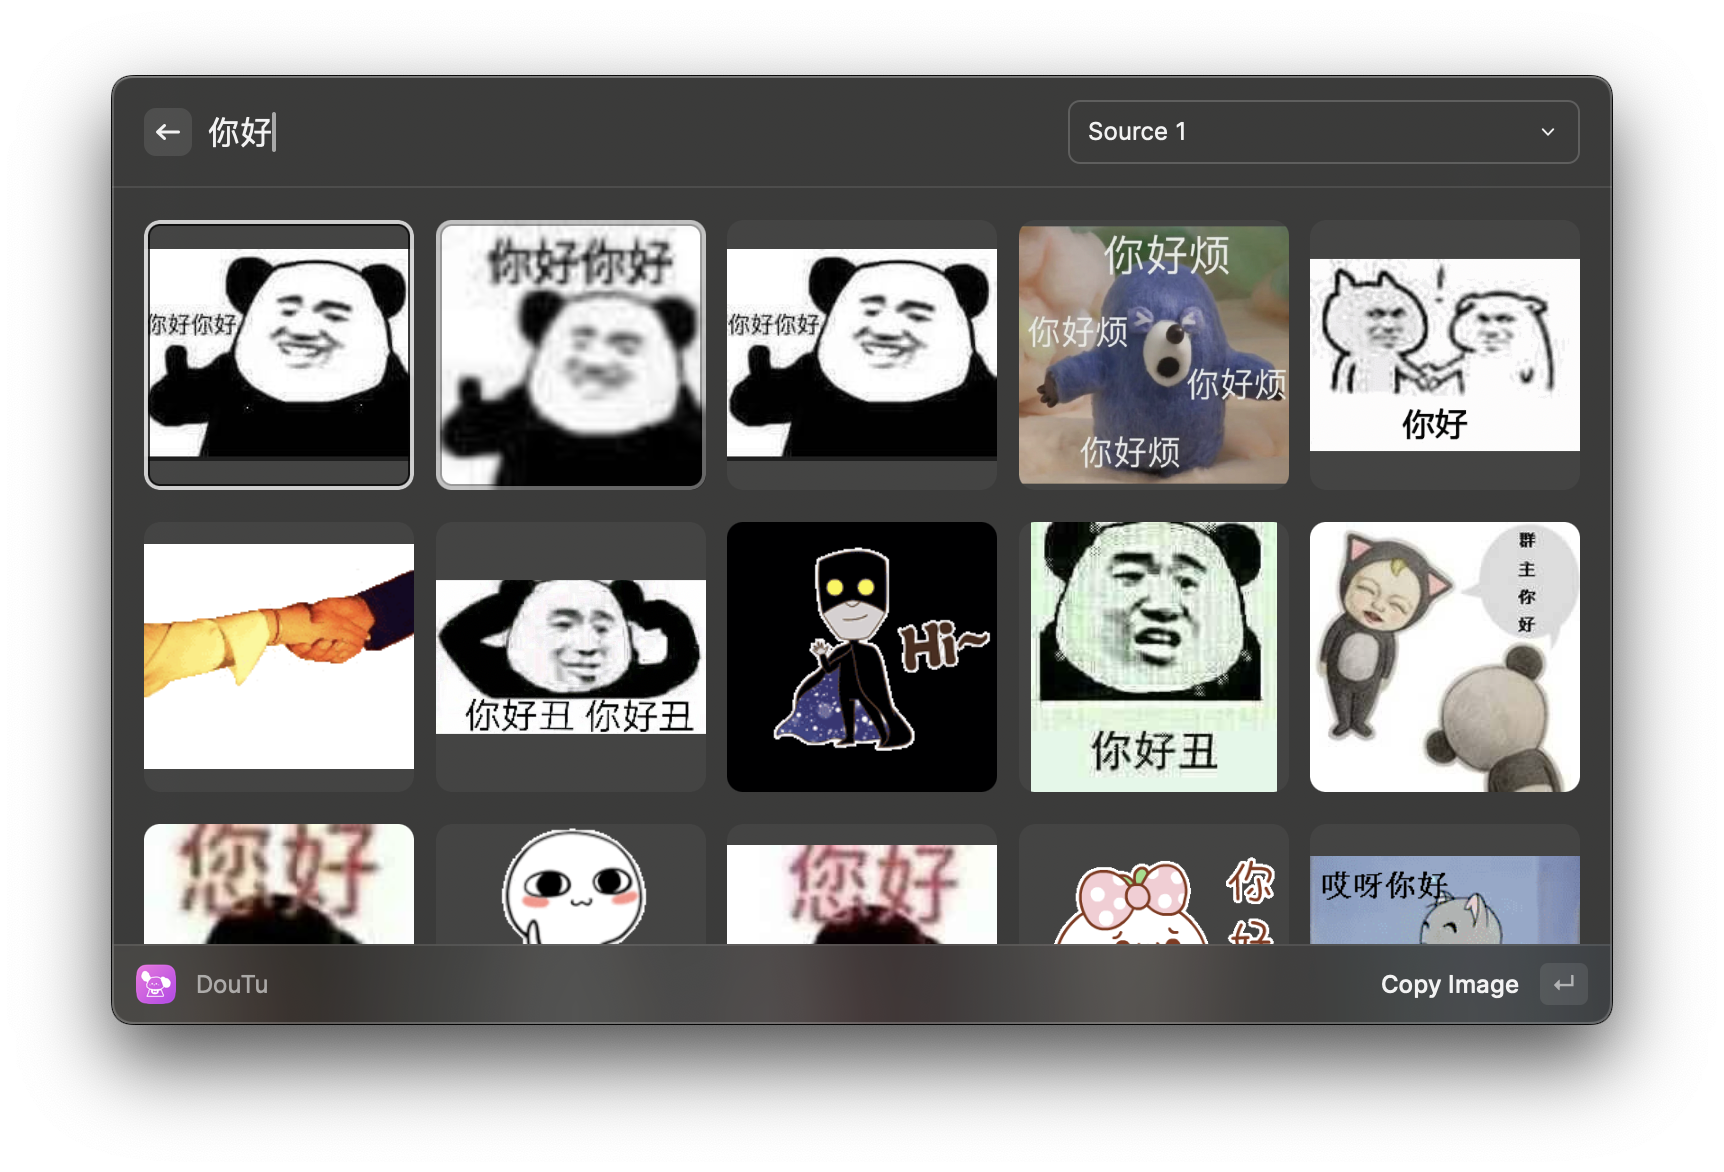 你好
Source 1
你好你好
你好你好
你好你好
你好烦
你好烦
你好烦
你好烦
你好
你好丑 你好丑
Hi~
你好丑
群
主
你
好
您好
您好
你
好
哎呀你好
DouTu
Copy Image